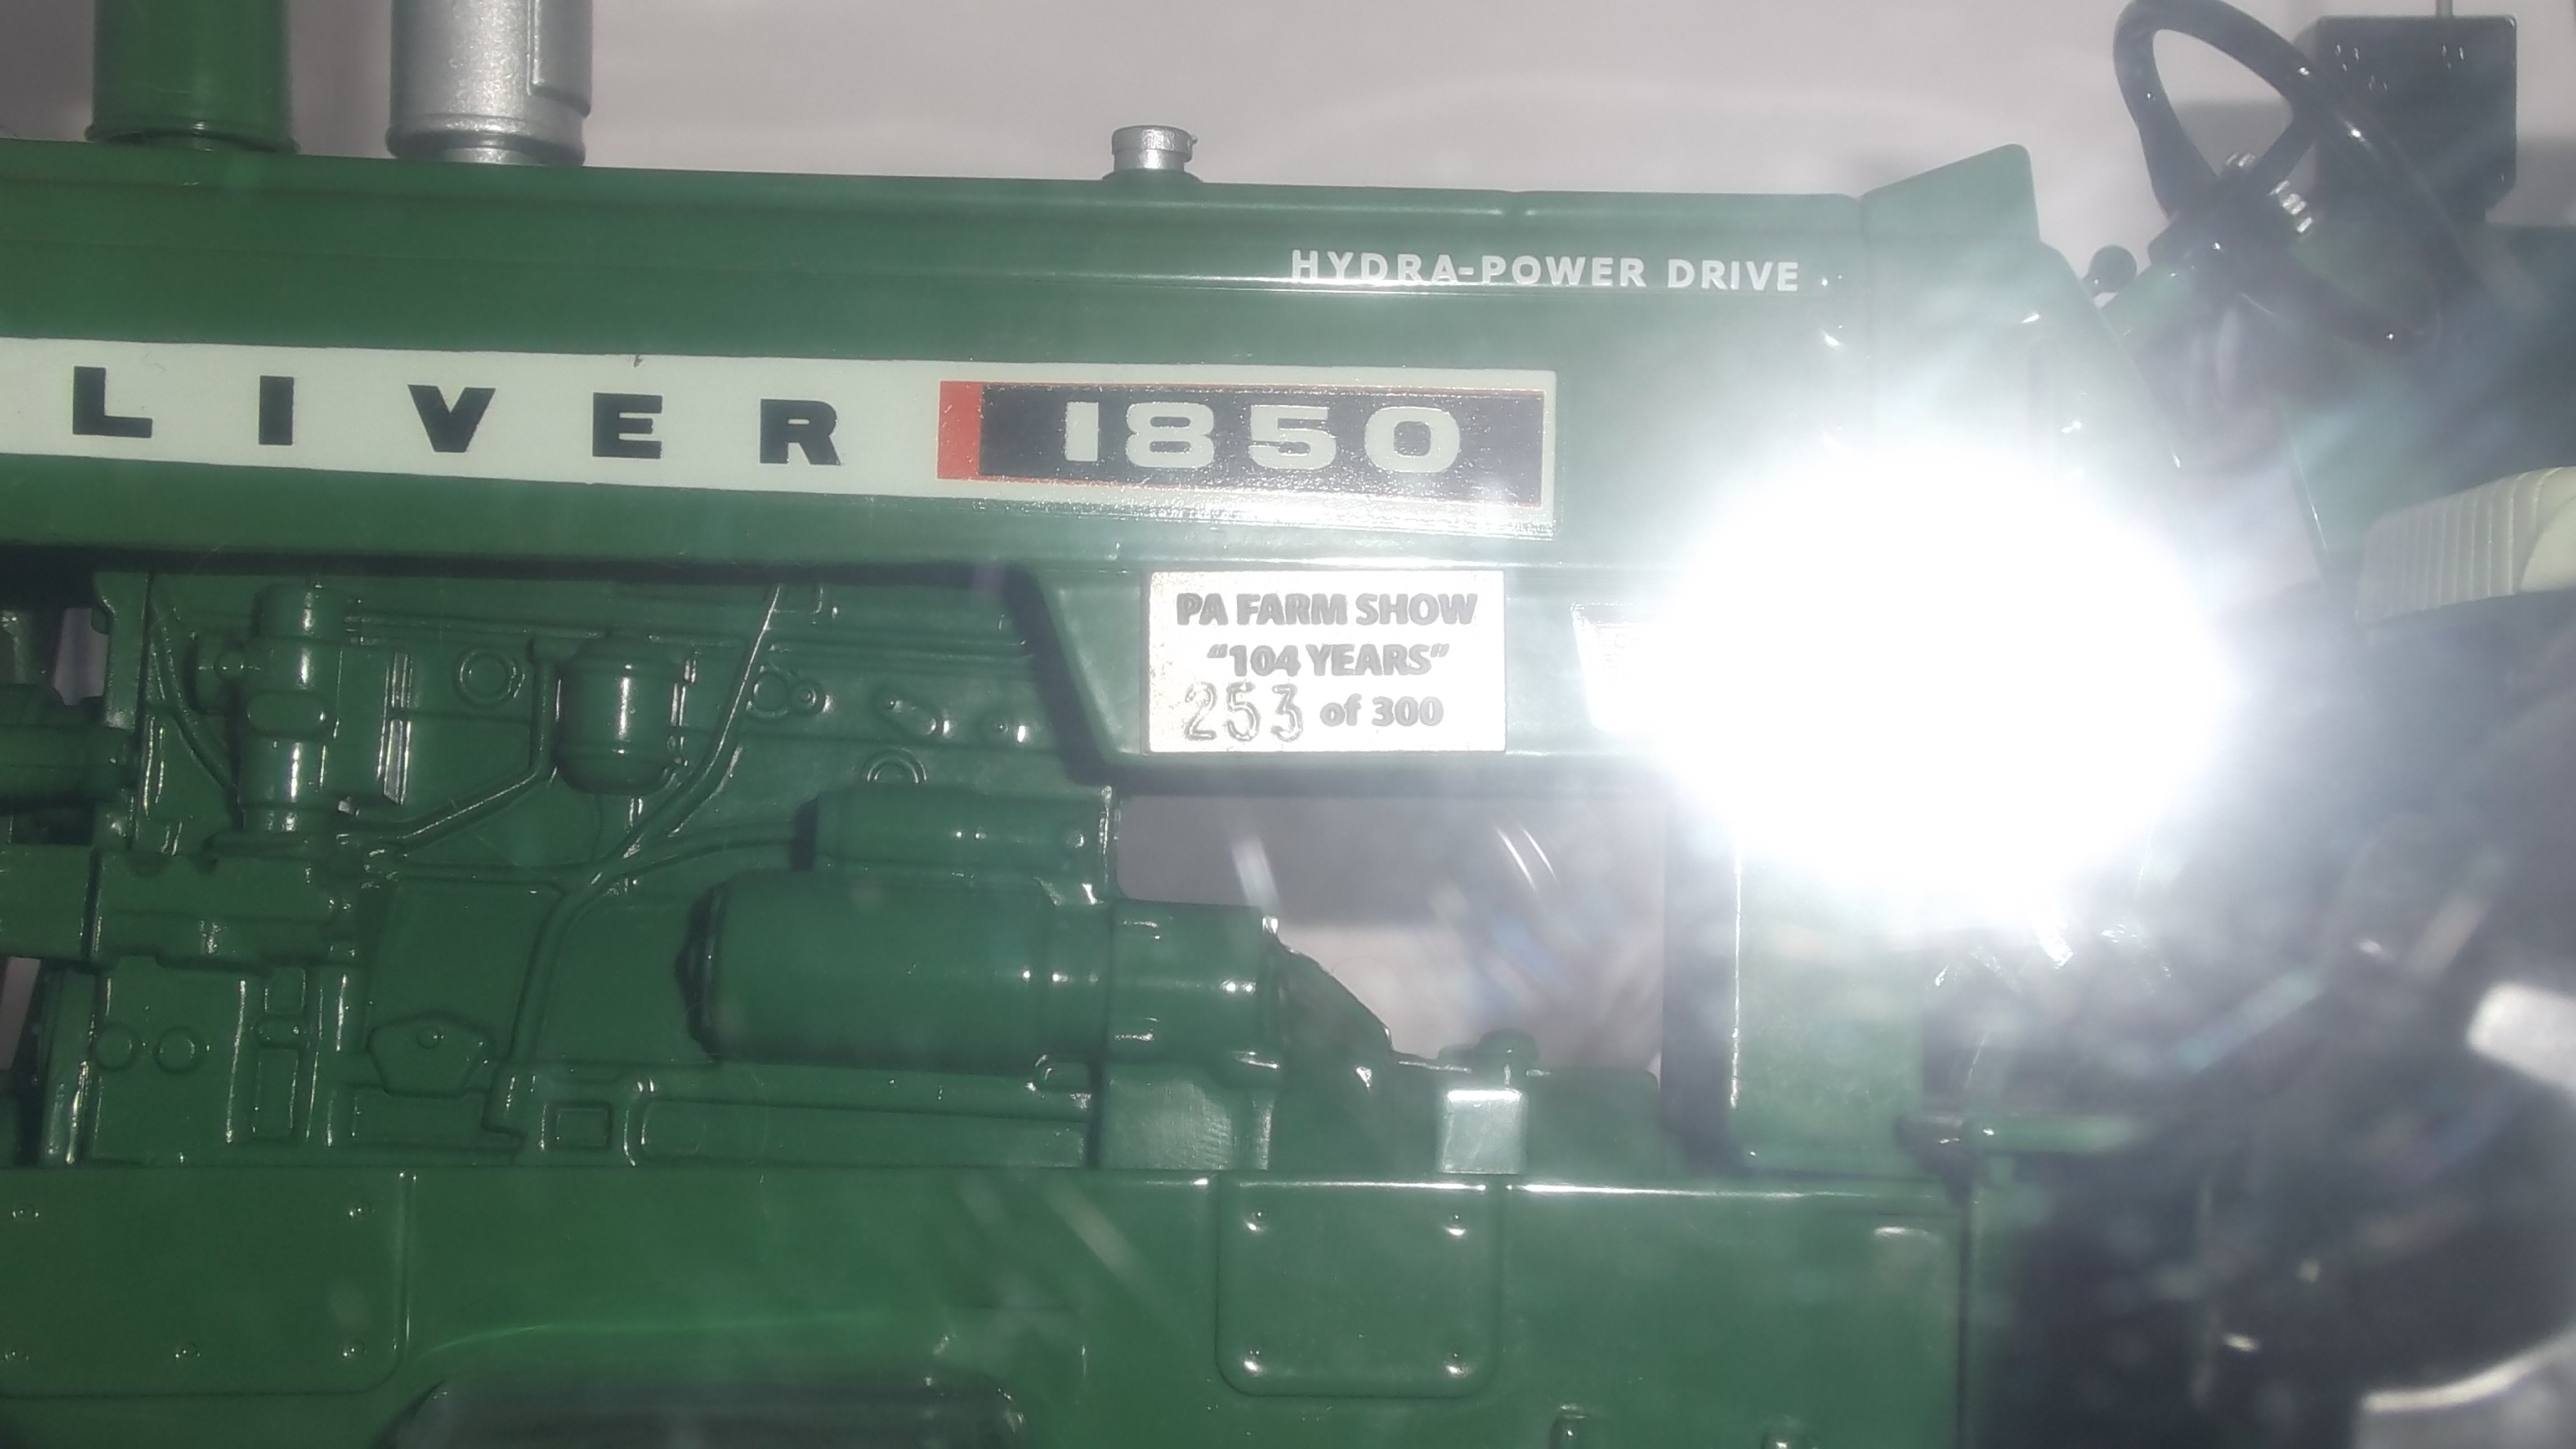 HYDRA-POWER DRIVE
LIVER 1850
PA FARM SHOW
"104 YEARS"
253 of 300